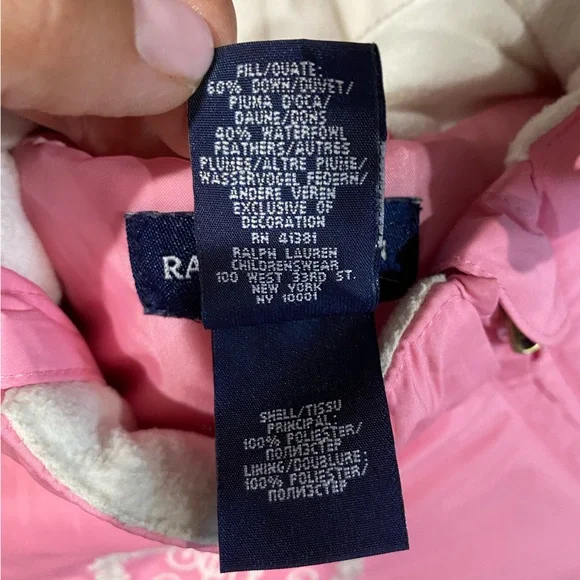 FILL/OUATE:
60% DOWN/DUVET/
PIUMA D'OCA/
DAUNE/DONS
40% WATERFOWL
FEATHERS/AUTRES
PLUMES/ALTRE PIUME/
WASSERVOGEL FEDERN/
ANDERE VEREN
EXCLUSIVE OF
DECORATION
RN 41381
RALPH LAUREN
CHILDRENSWEAR
100 WEST 33RD ST.
NEW YORK
NY 10001
RA
SHELL/TISSU
PRINCIPAL:
100% POLIESTER/
ПОЛИЭСТЕР
LINING/DOUBLURE:
100% POLIESTER/
ПОЛИЭСТЕР